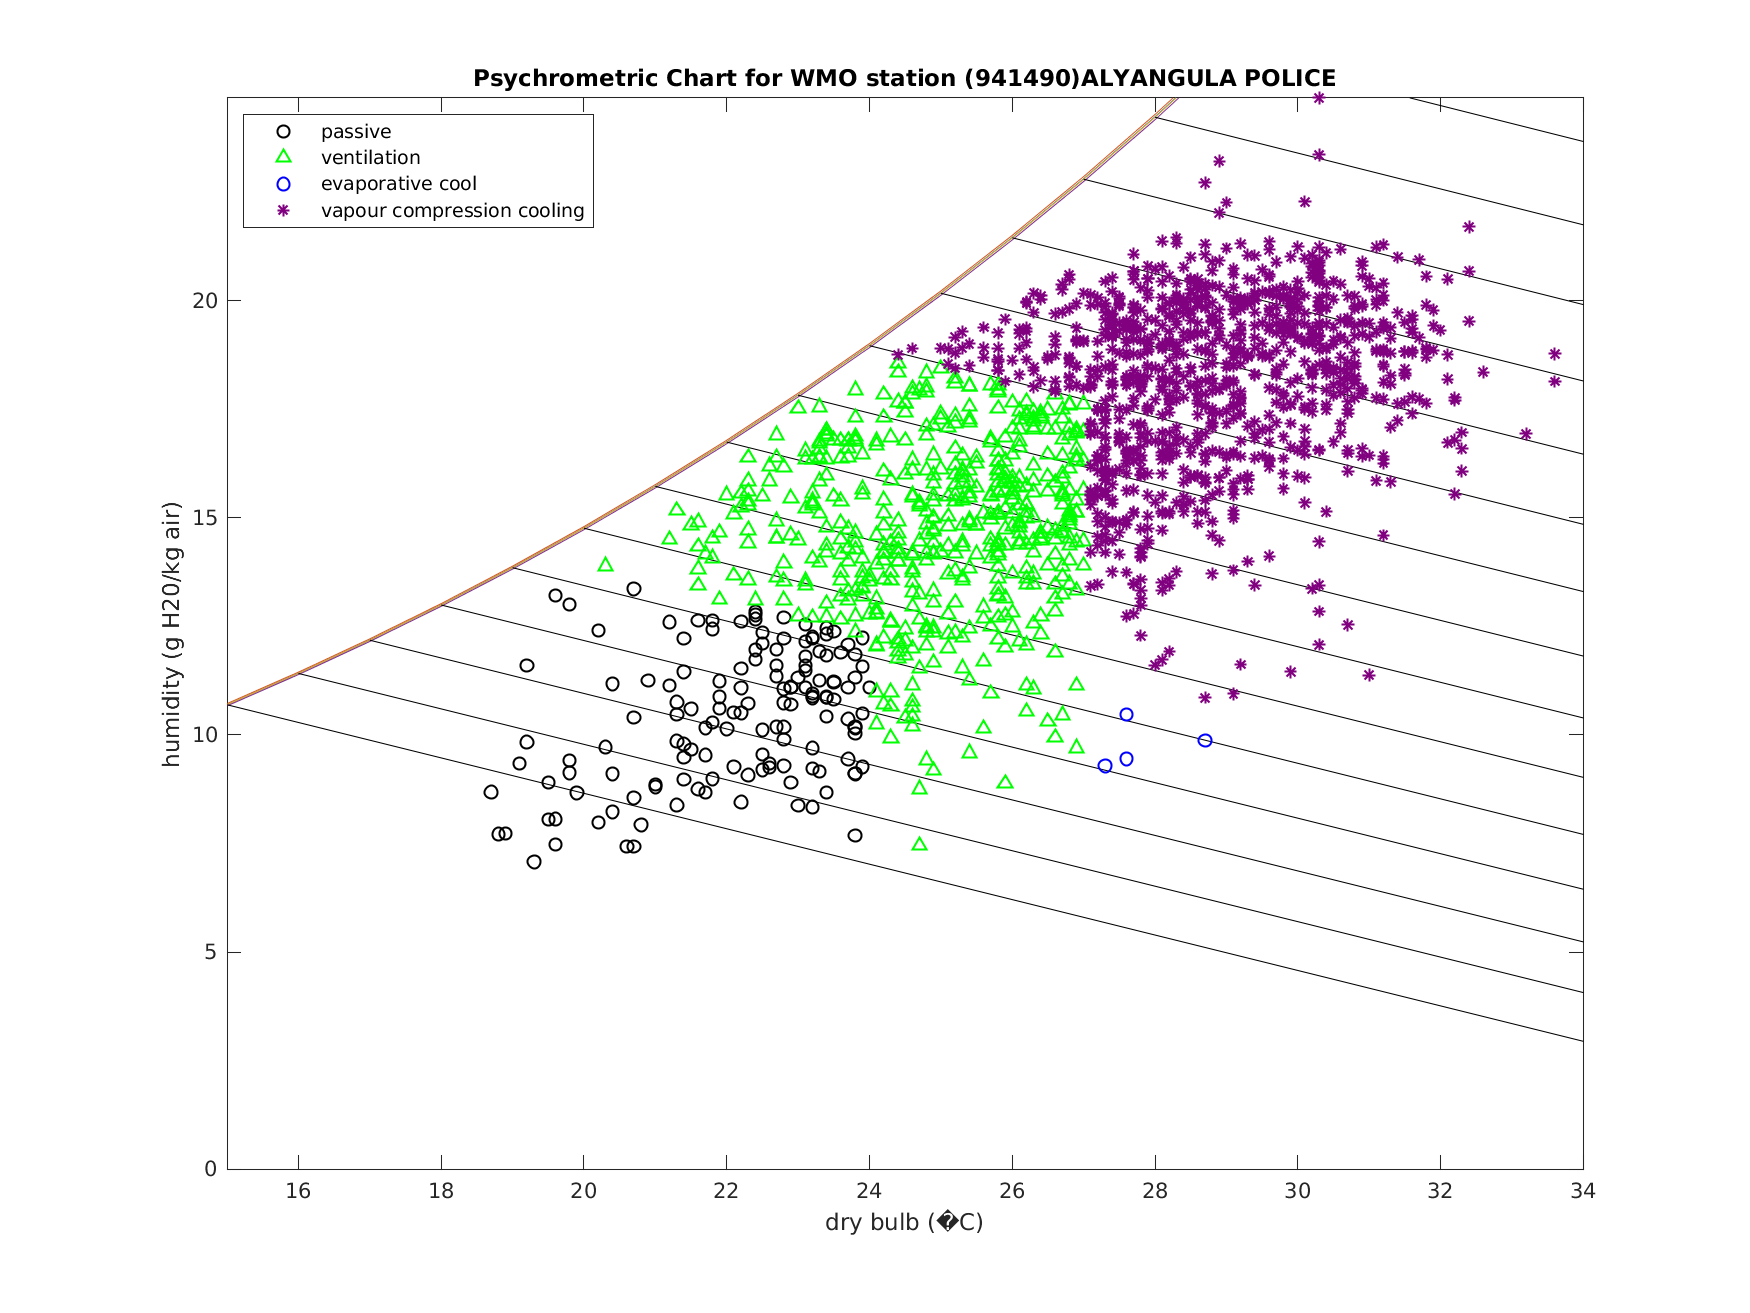 Psychrometric Chart for WMO station (941490)ALYANGULA POLICE
passive
ventilation
evaporative cool
vapour compression cooling
20
15
10
5
0
humidity (g H20/kg air)
16 18 20 22 24 26 28 30 32 34
dry bulb (�C)